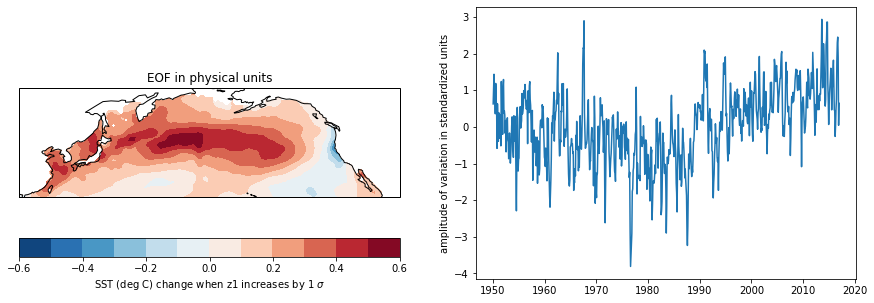 EOF in physical units
−0.6 −0.4 −0.2 0.0 0.2 0.4 0.6
SST (deg C) change when z1 increases by 1 σ
amplitude of variation in standardized units
3
2
1
0
−1
−2
−3
−4
1950 1960 1970 1980 1990 2000 2010 2020